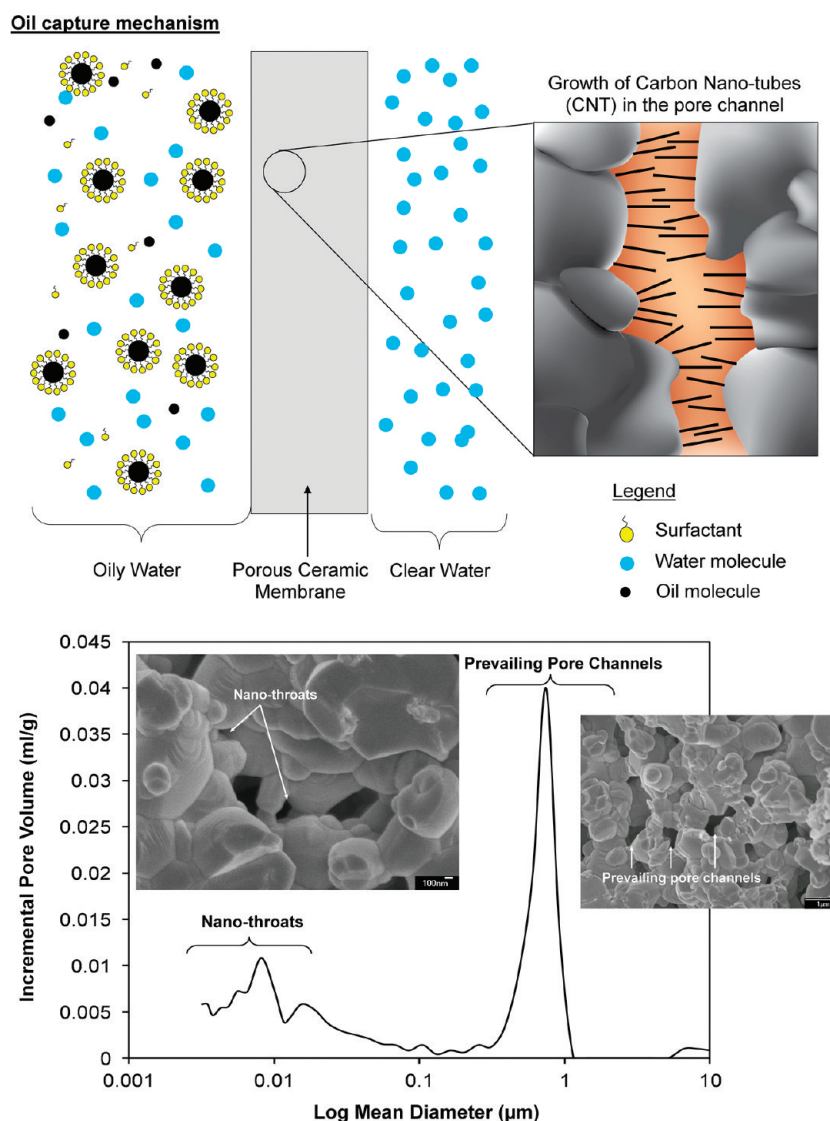 Oil capture mechanism
Growth of Carbon Nano-tubes
(CNT) in the pore channel
Oily Water
Porous Ceramic
Membrane
Clear Water
Legend
Surfactant
Water molecule
Oil molecule
0.045
0.04
0.035
0.03
0.025
0.02
0.015
0.01
0.005
0
Incremental Pore Volume (ml/g)
Nano-throats
100nm
Prevailing Pore Channels
Prevailing pore channels
1µm
Nano-throats
0.001
0.01
0.1
1
10
Log Mean Diameter (µm)